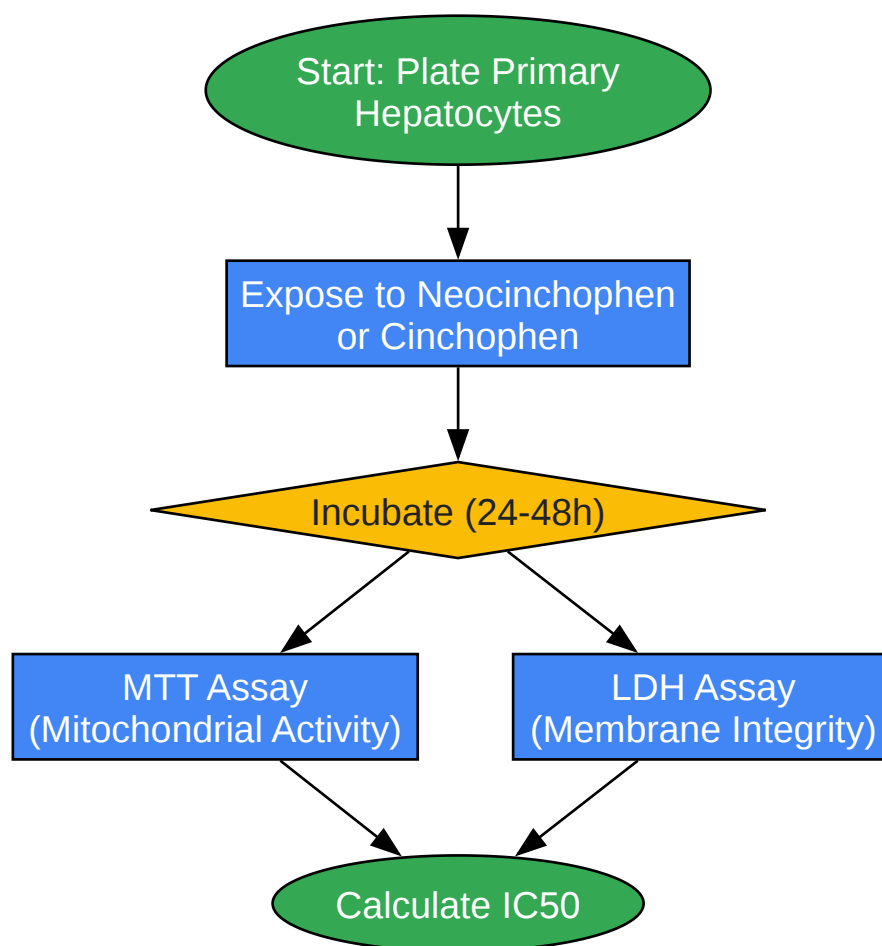 Start: Plate Primary
Hepatocytes
Expose to Neocinchophen
or Cinchophen
Incubate (24-48h)
MTT Assay
(Mitochondrial Activity)
LDH Assay
(Membrane Integrity)
Calculate IC50